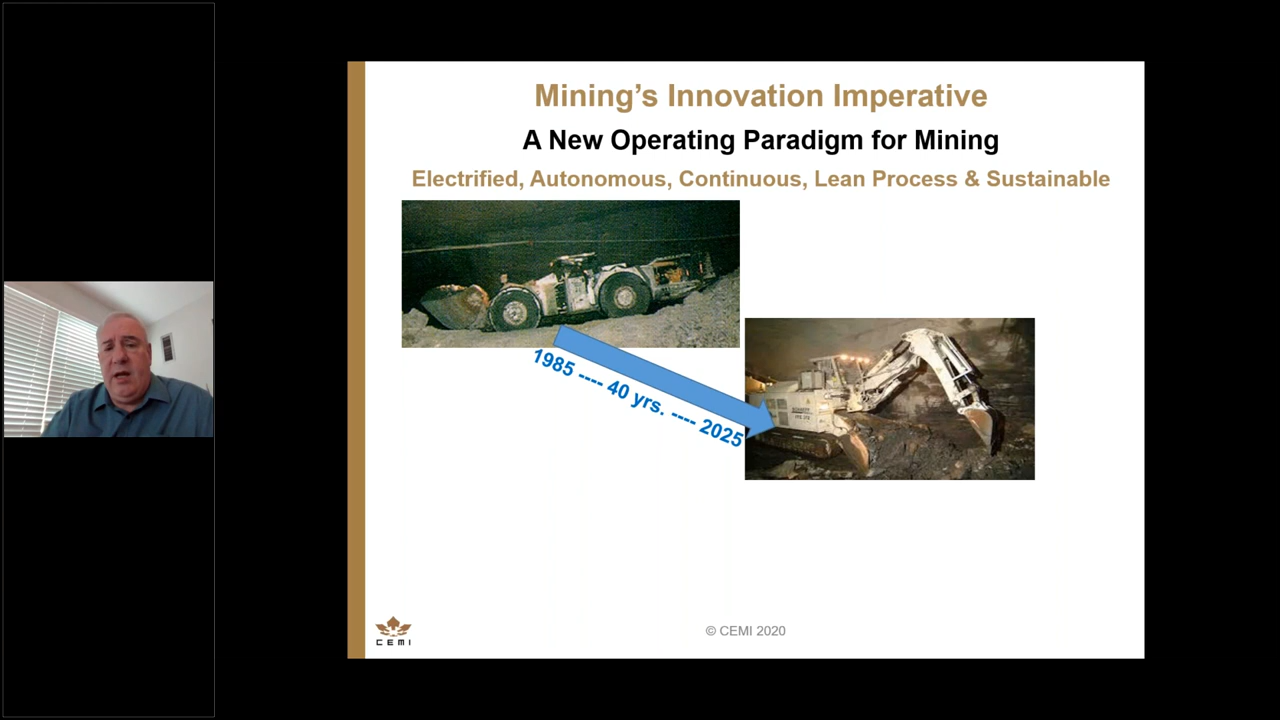 Mining’s Innovation Imperative
A New Operating Paradigm for Mining
Electrified, Autonomous, Continuous, Lean Process & Sustainable
1985 ---- 40 yrs. ---- 2025
CEMI
© CEMI 2020